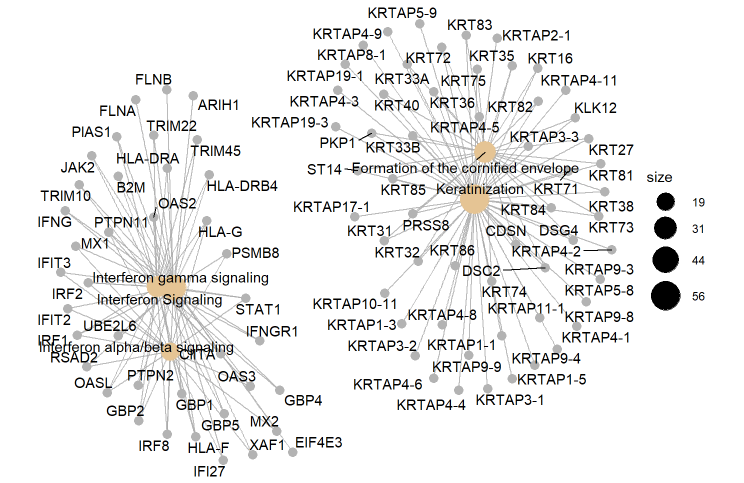 KRTAP5-9
KRT83
KRTAP4-9
KRTAP2-1
KRTAP8-1
KRT72
KRT35
KRT16
KRTAP19-1
KRT33A
KRT75
KRTAP4-11
KRTAP4-3
KRT40
KRT36
KRT82
KLK12
KRTAP19-3
KRTAP4-5
KRTAP3-3
PKP1
KRT33B
KRT27
ST14
Formation of the cornified envelope
KRT81
KRT85
Keratinization
KRT71
KRTAP17-1
PRSS8
KRT84
KRT38
KRT31
CDSN
DSG4
KRT73
KRT32
KRT86
KRTAP4-2
DSC2
KRTAP9-3
KRT74
KRTAP5-8
KRTAP10-11
KRTAP11-1
KRTAP9-8
KRTAP1-3
KRTAP4-8
KRTAP4-1
KRTAP3-2
KRTAP1-1
KRTAP9-4
KRTAP9-9
KRTAP4-6
KRTAP1-5
KRTAP4-4
KRTAP3-1
FLNB
ARIH1
FLNA
PIAS1
TRIM22
TRIM45
HLA-DRA
JAK2
B2M
HLA-DRB4
TRIM10
OAS2
IFNG
PTPN11
HLA-G
MX1
PSMB8
IFIT3
Interferon gamma signaling
IRF2
Interferon Signaling
STAT1
IFIT2
UBE2L6
IFNGR1
IRF1
Interferon alpha/beta signaling
RSAD2
CIITA
OASL
PTPN2
OAS3
GBP4
GBP2
GBP1
GBP5
MX2
IRF8
HLA-F
XAF1
EIF4E3
IFI27
size
19
31
44
56